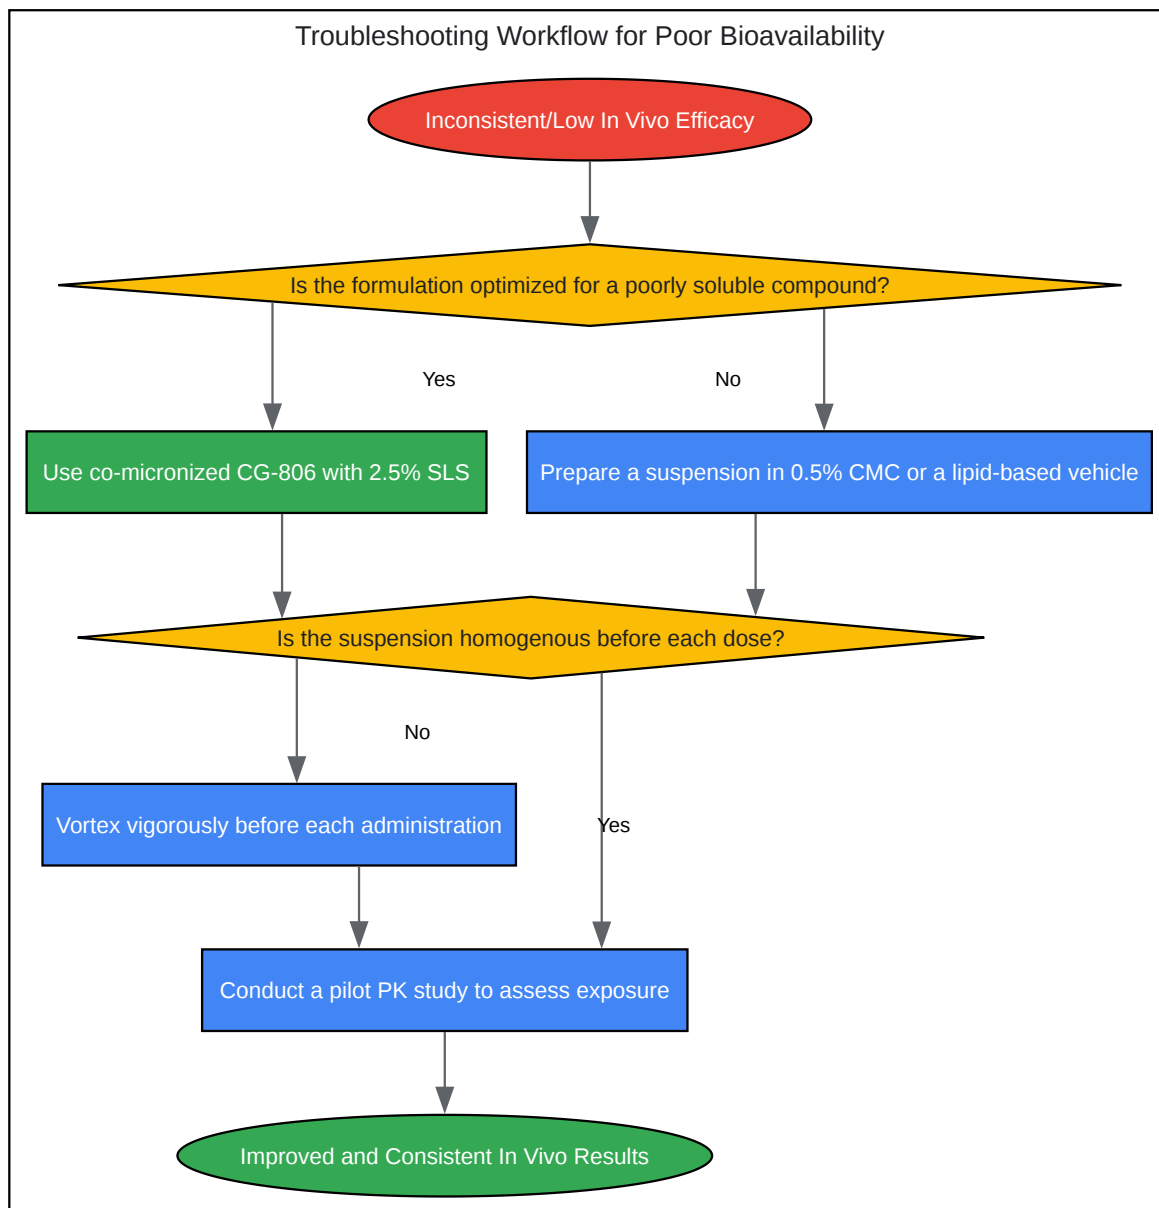 Troubleshooting Workflow for Poor Bioavailability
Inconsistent/Low In Vivo Efficacy
Is the formulation optimized for a poorly soluble compound?
Yes
No
Use co-micronized CG-806 with 2.5% SLS
Prepare a suspension in 0.5% CMC or a lipid-based vehicle
Is the suspension homogenous before each dose?
No
Vortex vigorously before each administration
Yes
Conduct a pilot PK study to assess exposure
Improved and Consistent In Vivo Results